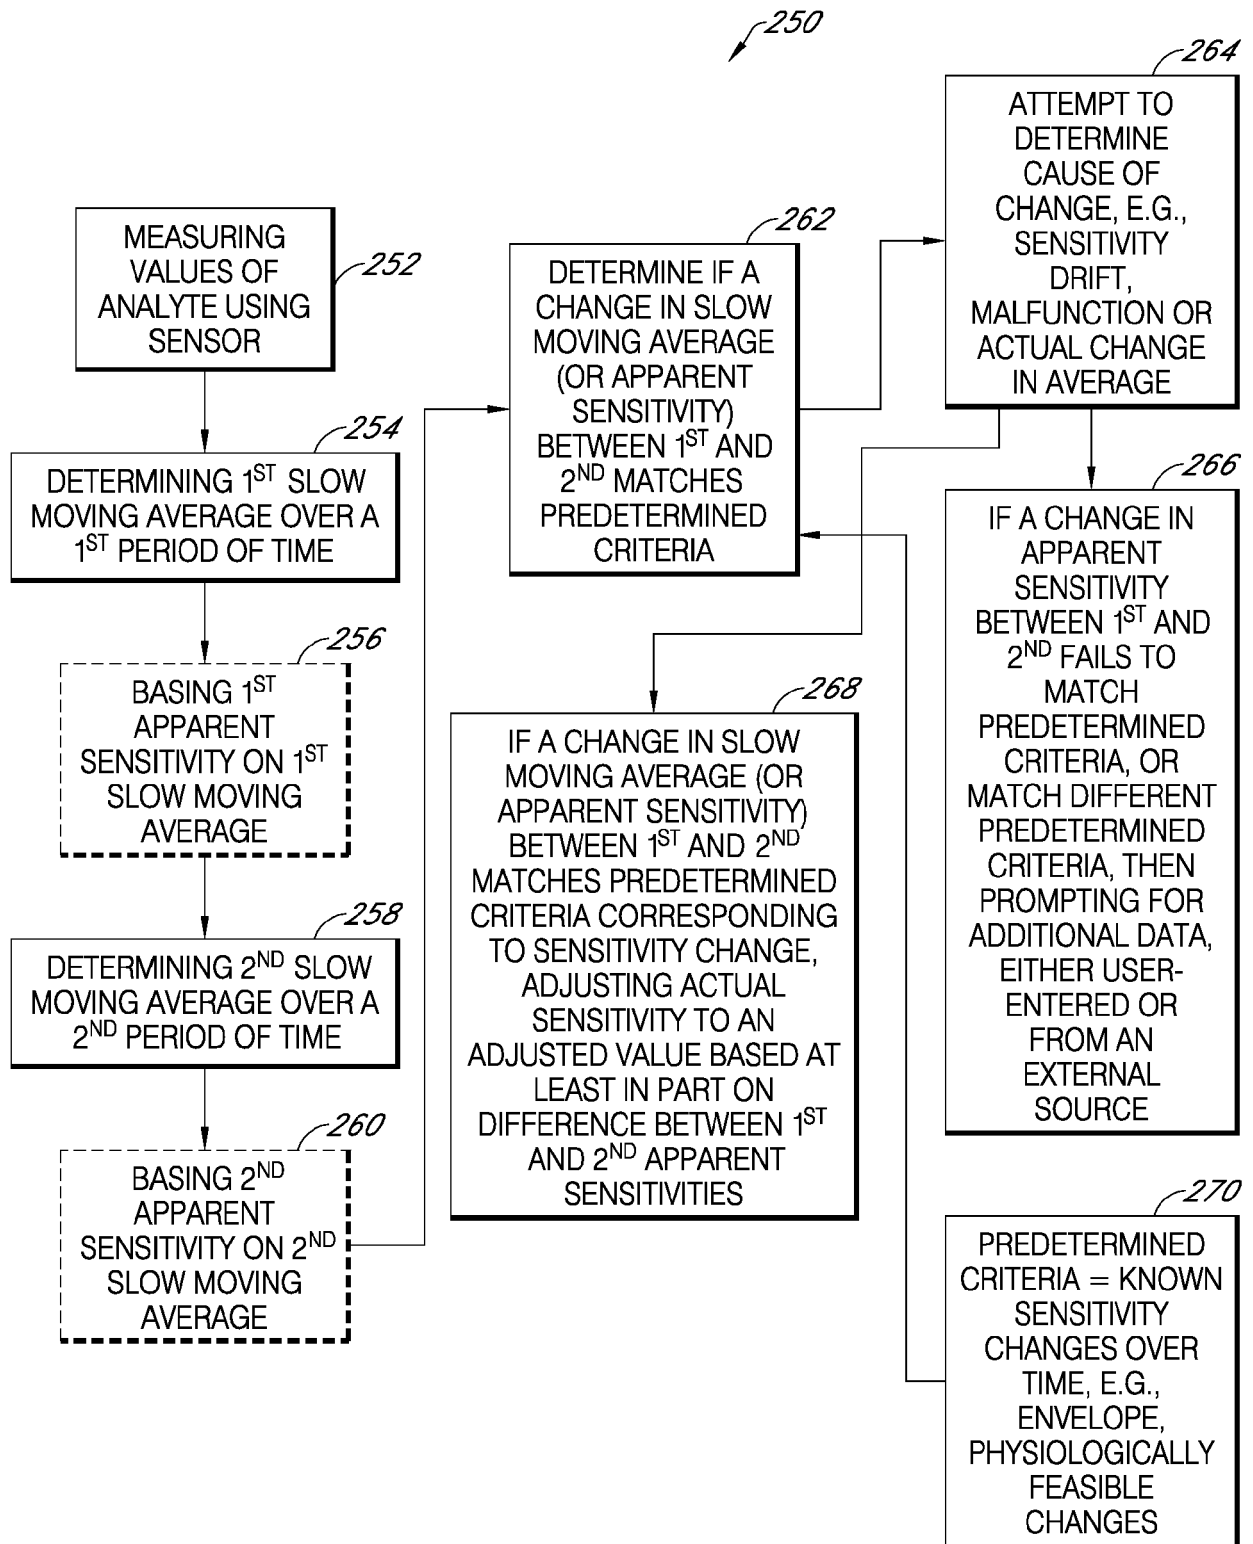 250
MEASURING
VALUES OF
ANALYTE USING
SENSOR
252
254
DETERMINING 1ST SLOW
MOVING AVERAGE OVER A
1ST PERIOD OF TIME
256
BASING 1ST
APPARENT
SENSITIVITY ON 1ST
SLOW MOVING
AVERAGE
258
DETERMINING 2ND SLOW
MOVING AVERAGE OVER A
2ND PERIOD OF TIME
260
BASING 2ND
APPARENT
SENSITIVITY ON 2ND
SLOW MOVING
AVERAGE
262
DETERMINE IF A
CHANGE IN SLOW
MOVING AVERAGE
(OR APPARENT
SENSITIVITY)
BETWEEN 1ST AND
2ND MATCHES
PREDETERMINED
CRITERIA
264
ATTEMPT TO
DETERMINE
CAUSE OF
CHANGE, E.G.,
SENSITIVITY
DRIFT,
MALFUNCTION OR
ACTUAL CHANGE
IN AVERAGE
266
IF A CHANGE IN
APPARENT
SENSITIVITY
BETWEEN 1ST AND
2ND FAILS TO
MATCH
PREDETERMINED
CRITERIA, OR
MATCH DIFFERENT
PREDETERMINED
CRITERIA, THEN
PROMPTING FOR
ADDITIONAL DATA,
EITHER USER-
ENTERED OR
FROM AN
EXTERNAL
SOURCE
268
IF A CHANGE IN SLOW
MOVING AVERAGE (OR
APPARENT SENSITIVITY)
BETWEEN 1ST AND 2ND
MATCHES PREDETERMINED
CRITERIA CORRESPONDING
TO SENSITIVITY CHANGE,
ADJUSTING ACTUAL
SENSITIVITY TO AN
ADJUSTED VALUE BASED AT
LEAST IN PART ON
DIFFERENCE BETWEEN 1ST
AND 2ND APPARENT
SENSITIVITIES
270
PREDETERMINED
CRITERIA = KNOWN
SENSITIVITY
CHANGES OVER
TIME, E.G.,
ENVELOPE,
PHYSIOLOGICALLY
FEASIBLE
CHANGES